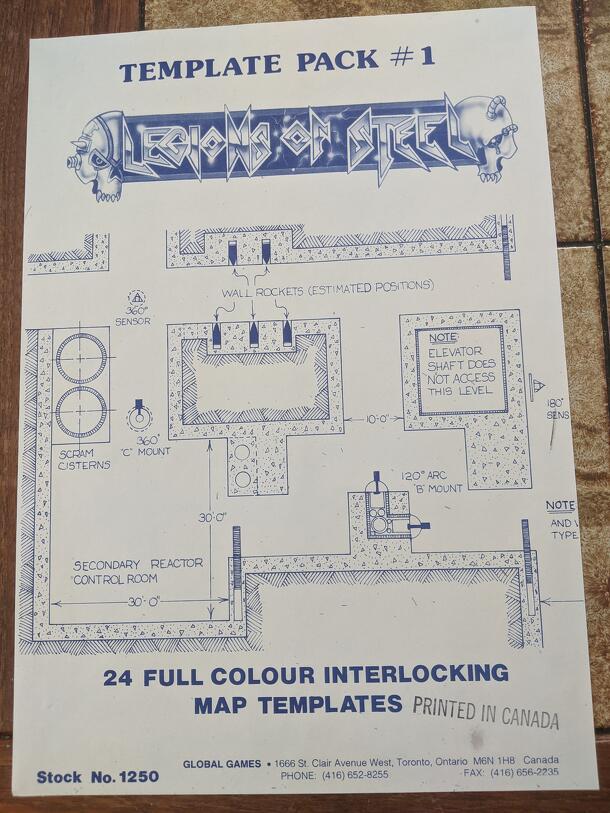 TEMPLATE PACK #1
LEGIONS OF STEEL
WALL ROCKETS (ESTIMATED POSITIONS)
360°
SENSOR
NOTE:
ELEVATOR
SHAFT DOES
NOT ACCESS
THIS LEVEL
180°
SENS
10'-0"
360°
'C' MOUNT
SCRAM
CISTERNS
120° ARC
'B' MOUNT
NOTE
AND
TYPE
30'-0"
SECONDARY REACTOR
CONTROL ROOM
30'-0"
24 FULL COLOUR INTERLOCKING
MAP TEMPLATES
PRINTED IN CANADA
GLOBAL GAMES • 1666 St. Clair Avenue West, Toronto, Ontario M6N 1H8 Canada
Stock No. 1250
PHONE: (416) 652-8255 FAX: (416) 656-2235